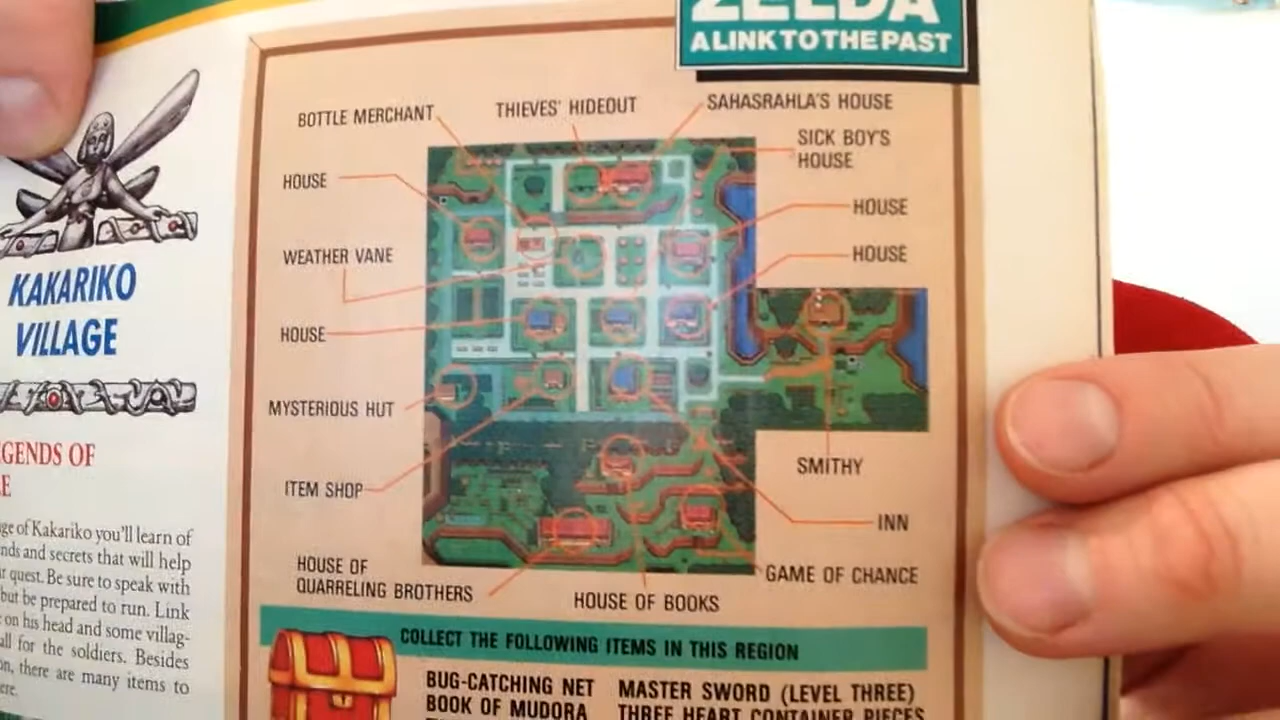 ZELDA
A LINK TO THE PAST
BOTTLE MERCHANT
THIEVES' HIDEOUT
SAHASRAHLA'S HOUSE
SICK BOY'S
HOUSE
HOUSE
HOUSE
WEATHER VANE
HOUSE
HOUSE
MYSTERIOUS HUT
ITEM SHOP
SMITHY
INN
HOUSE OF
QUARRELING BROTHERS
HOUSE OF BOOKS
GAME OF CHANCE
KAKARIKO
VILLAGE
GENDS OF
E
ge of Kakariko you'll learn of
nds and secrets that will help
r quest. Be sure to speak with
but be prepared to run. Link
on his head and some villag-
all for the soldiers. Besides
on, there are many items to
ere.
COLLECT THE FOLLOWING ITEMS IN THIS REGION
BUG-CATCHING NET
BOOK OF MUDORA
MASTER SWORD (LEVEL THREE)
THREE HEART CONTAINER PIECES